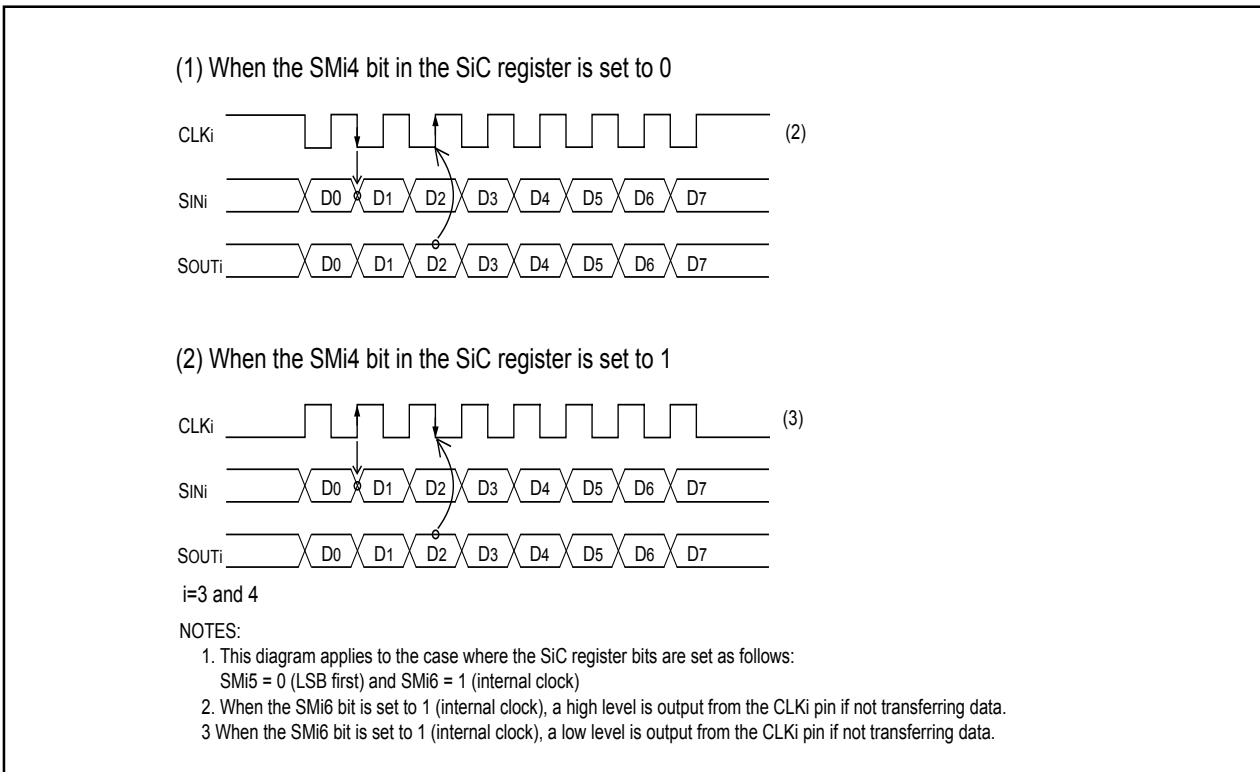 (1) When the SMi4 bit in the SiC register is set to 0
CLKi
(2)
SINi D0 D1 D2 D3 D4 D5 D6 D7
SOUTi D0 D1 D2 D3 D4 D5 D6 D7
(2) When the SMi4 bit in the SiC register is set to 1
CLKi
(3)
SINi D0 D1 D2 D3 D4 D5 D6 D7
SOUTi D0 D1 D2 D3 D4 D5 D6 D7
i=3 and 4
NOTES:
1. This diagram applies to the case where the SiC register bits are set as follows:
SMi5 = 0 (LSB first) and SMi6 = 1 (internal clock)
2. When the SMi6 bit is set to 1 (internal clock), a high level is output from the CLKi pin if not transferring data.
3 When the SMi6 bit is set to 1 (internal clock), a low level is output from the CLKi pin if not transferring data.